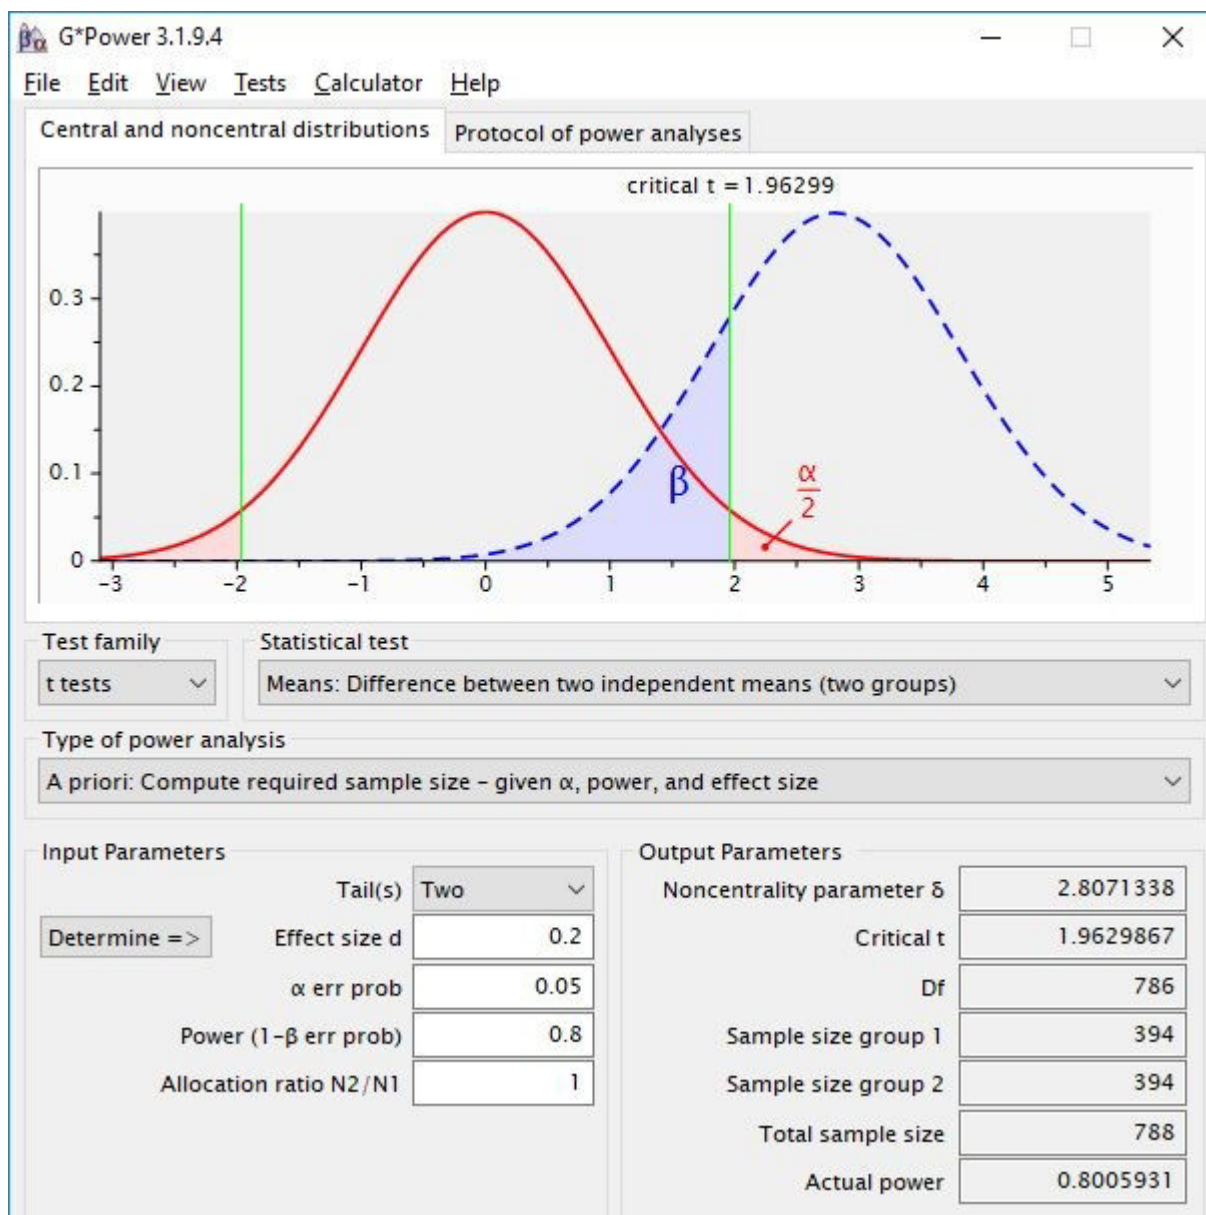 G*Power 3.1.9.4
File Edit View Tests Calculator Help
Central and noncentral distributions Protocol of power analyses
critical t = 1.96299
0.3
0.2
0.1
0
β
α
2
-3 -2 -1 0 1 2 3 4 5
Test family Statistical test
t tests Means: Difference between two independent means (two groups)
Type of power analysis
A priori: Compute required sample size – given α, power, and effect size
Input Parameters
Tail(s) Two
Determine => Effect size d 0.2
α err prob 0.05
Power (1-β err prob) 0.8
Allocation ratio N2/N1 1
Output Parameters
Noncentrality parameter δ 2.8071338
Critical t 1.9629867
Df 786
Sample size group 1 394
Sample size group 2 394
Total sample size 788
Actual power 0.8005931